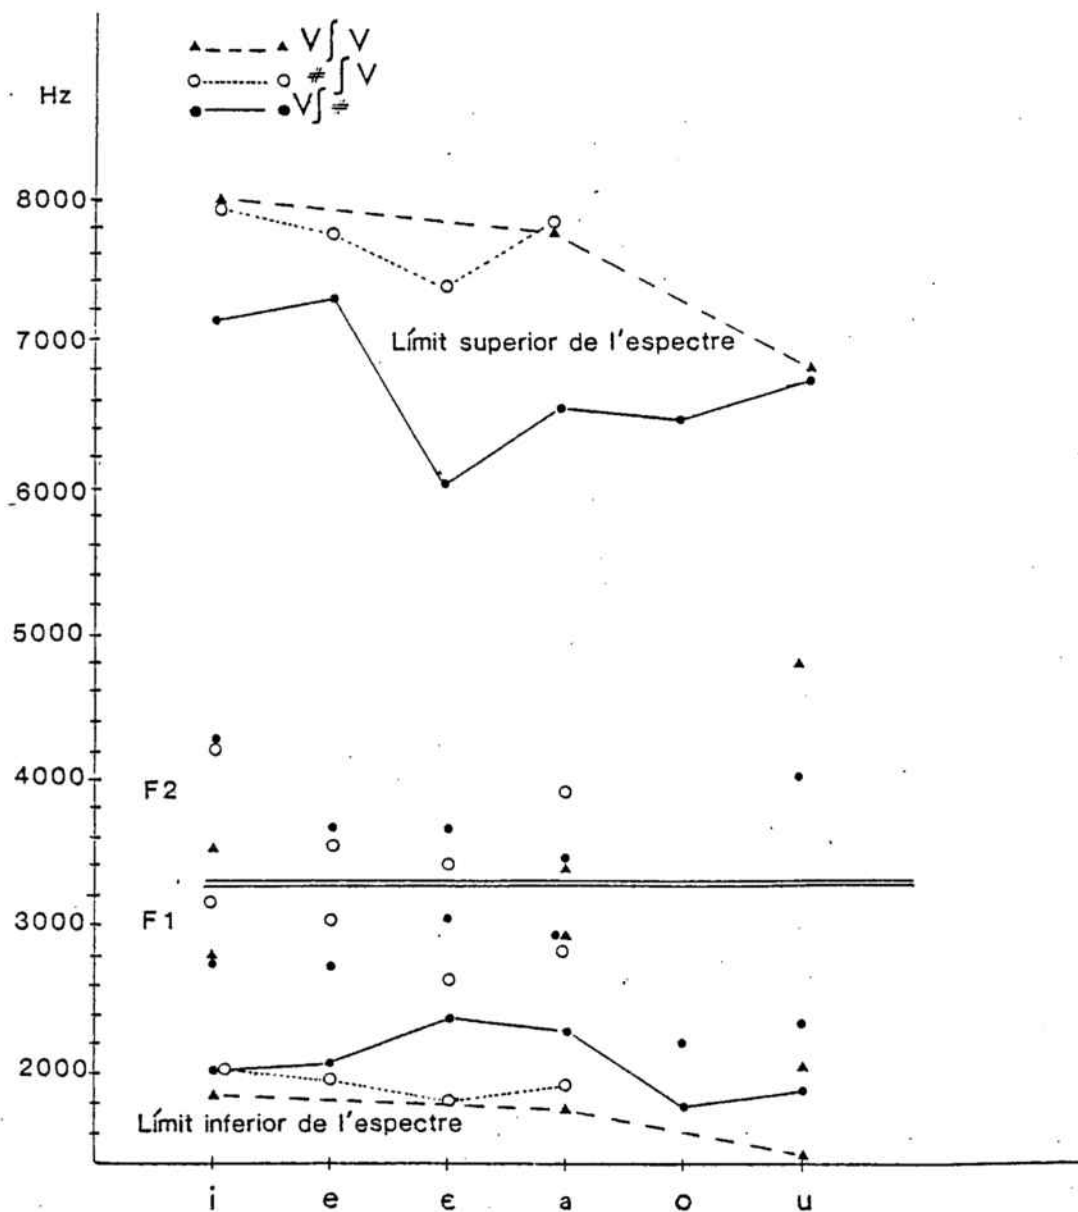 V∫V
#∫V
V∫#
Hz
8000
7000
Límit superior de l'espectre
6000
5000
4000
F2
3000
F1
2000
Límit inferior de l'espectre
i e ϵ a o u